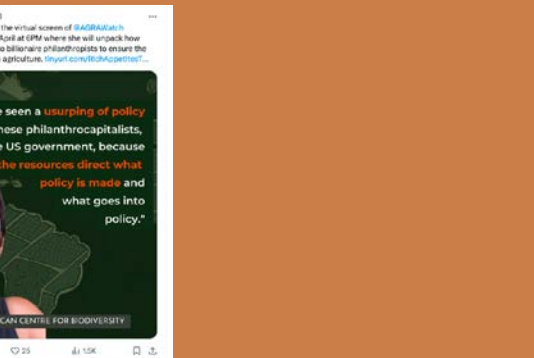 the virtual screen of @AGRAWatch
April at 6PM where she will unpack how
o billionaire philanthropists to ensure the
agriculture. tinyurl.com/RichAppetitesT...
e seen a usurping of policy
hese philanthrocapitalists,
e US government, because
the resources direct what
policy is made and
what goes into
policy."
CAN CENTRE FOR BIODIVERSITY
25
1.5K